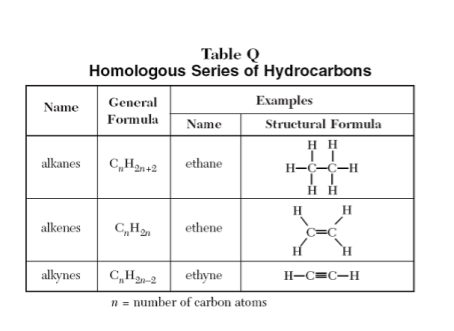 Table Q
Homologous Series of Hydrocarbons
Name
General
Formula
Examples
Name
Structural Formula
alkanes
CₙH₂ₙ₊₂
ethane
H H
H–C–C–H
H H
alkenes
CₙH₂ₙ
ethene
H H
C=C
H H
alkynes
CₙH₂ₙ₋₂
ethyne
H–C≡C–H
n = number of carbon atoms